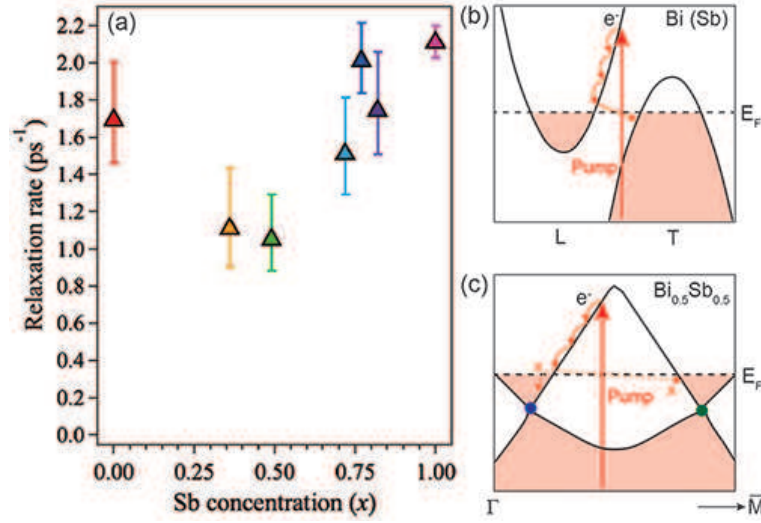 (a)
Relaxation rate (ps⁻¹)
2.2
2.0
1.8
1.6
1.4
1.2
1.0
0.8
0.6
0.4
0.2
0.0
0.00 0.25 0.50 0.75 1.00
Sb concentration (x)
(b)
e⁻
Bi (Sb)
E_F
Pump
L T
(c)
e⁻
Bi₀.₅Sb₀.₅
E_F
Pump
Γ M̅